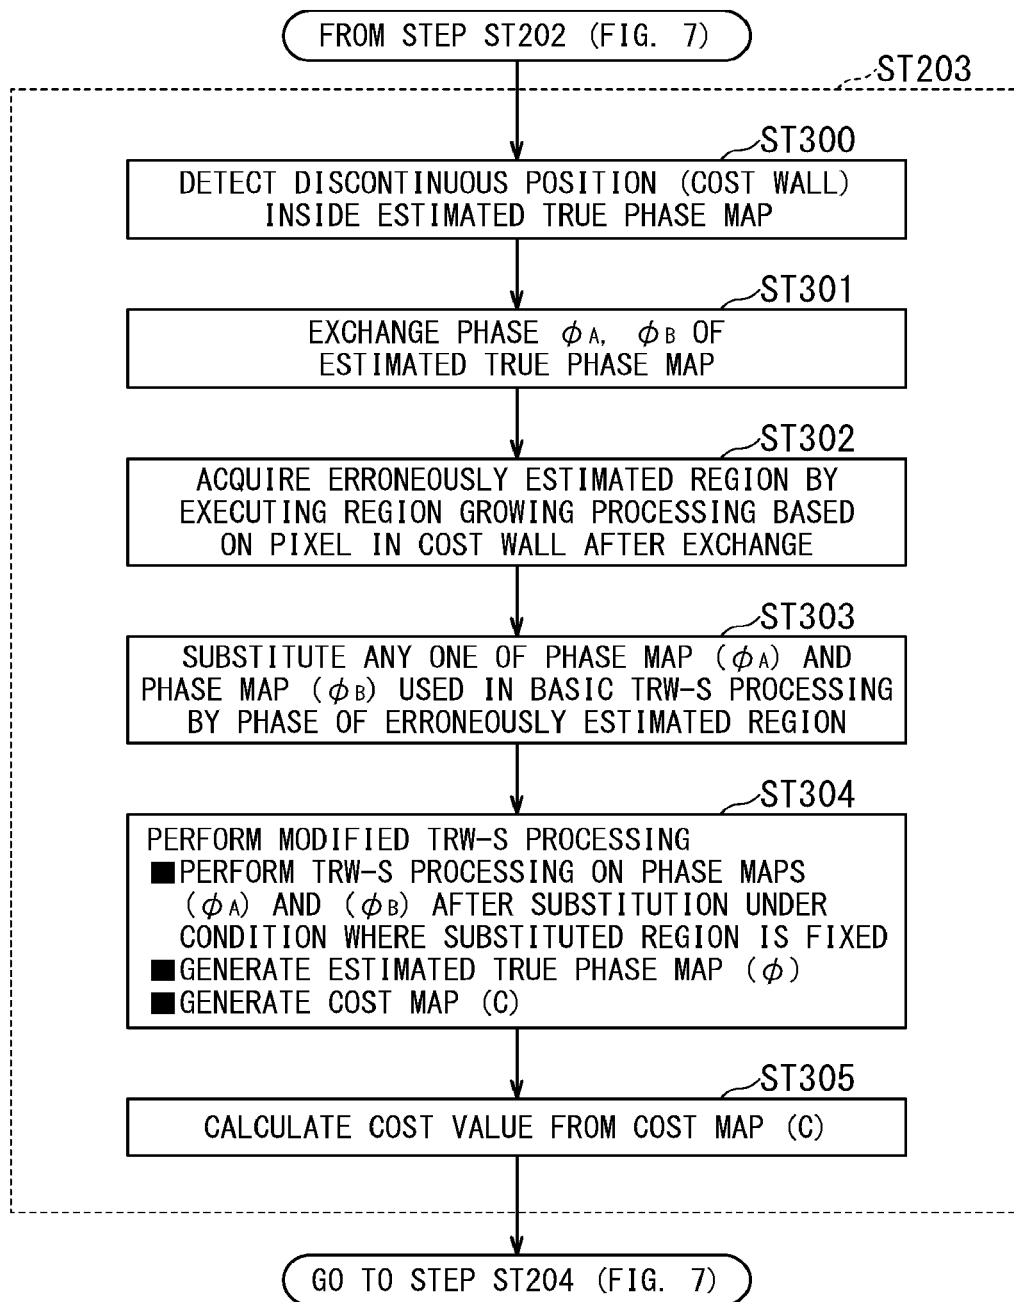 FROM STEP ST202 (FIG. 7)
ST203
ST300
DETECT DISCONTINUOUS POSITION (COST WALL)
INSIDE ESTIMATED TRUE PHASE MAP
ST301
EXCHANGE PHASE ϕA, ϕB OF
ESTIMATED TRUE PHASE MAP
ST302
ACQUIRE ERRONEOUSLY ESTIMATED REGION BY
EXECUTING REGION GROWING PROCESSING BASED
ON PIXEL IN COST WALL AFTER EXCHANGE
ST303
SUBSTITUTE ANY ONE OF PHASE MAP (ϕA) AND
PHASE MAP (ϕB) USED IN BASIC TRW-S PROCESSING
BY PHASE OF ERRONEOUSLY ESTIMATED REGION
ST304
PERFORM MODIFIED TRW-S PROCESSING
■PERFORM TRW-S PROCESSING ON PHASE MAPS
(ϕA) AND (ϕB) AFTER SUBSTITUTION UNDER
CONDITION WHERE SUBSTITUTED REGION IS FIXED
■GENERATE ESTIMATED TRUE PHASE MAP (ϕ)
■GENERATE COST MAP (C)
ST305
CALCULATE COST VALUE FROM COST MAP (C)
GO TO STEP ST204 (FIG. 7)